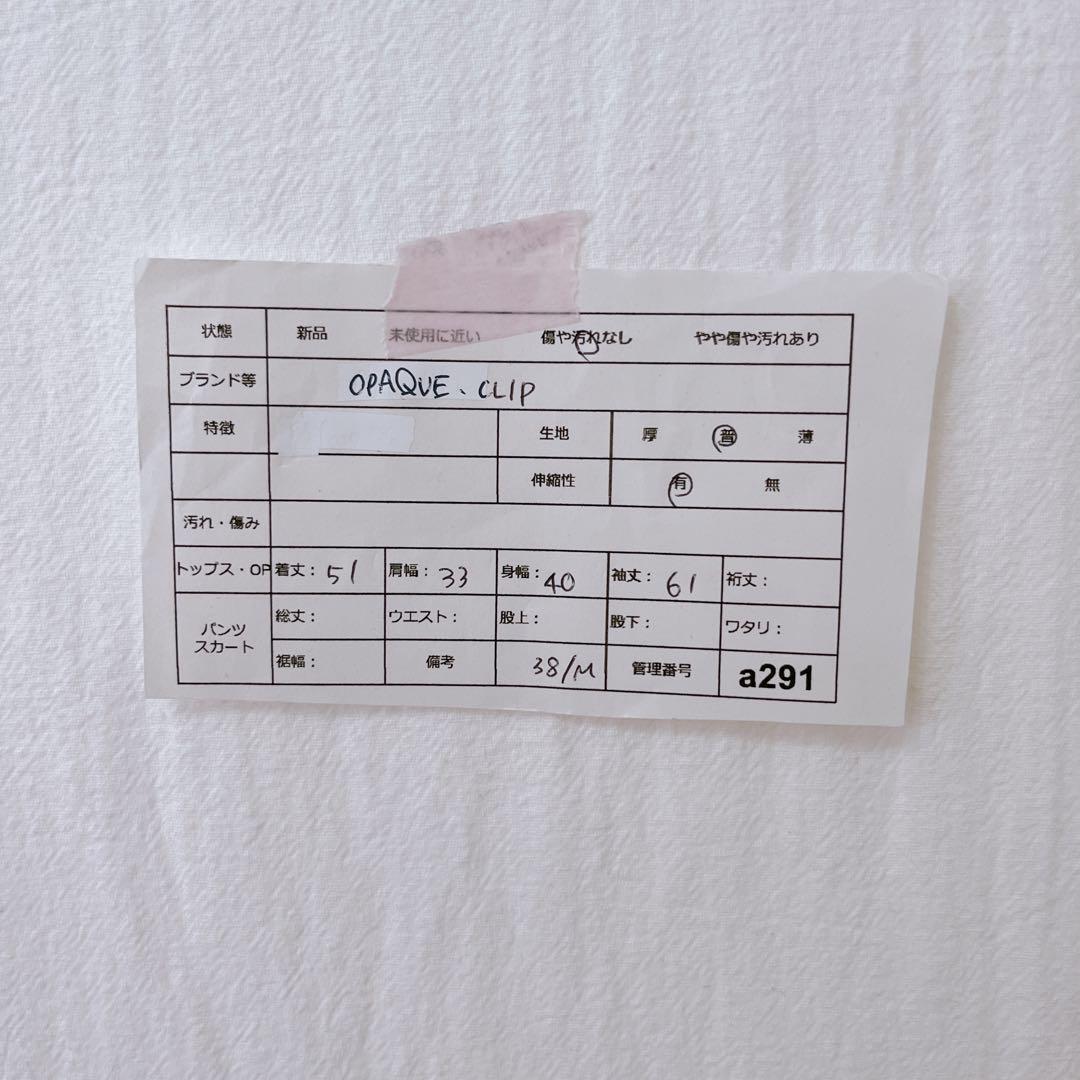 状態 新品 未使用に近い 傷や汚れなし やや傷や汚れあり
ブランド等 OPAQUE、CLIP
特徴 生地 厚 普 薄
伸縮性 有 無
汚れ・傷み
トップス・OP 着丈：51 肩幅：33 身幅：40 袖丈：61 裄丈：
パンツ スカート 総丈： ウエスト： 股上： 股下： ワタリ：
裾幅： 備考 38/M 管理番号 a291